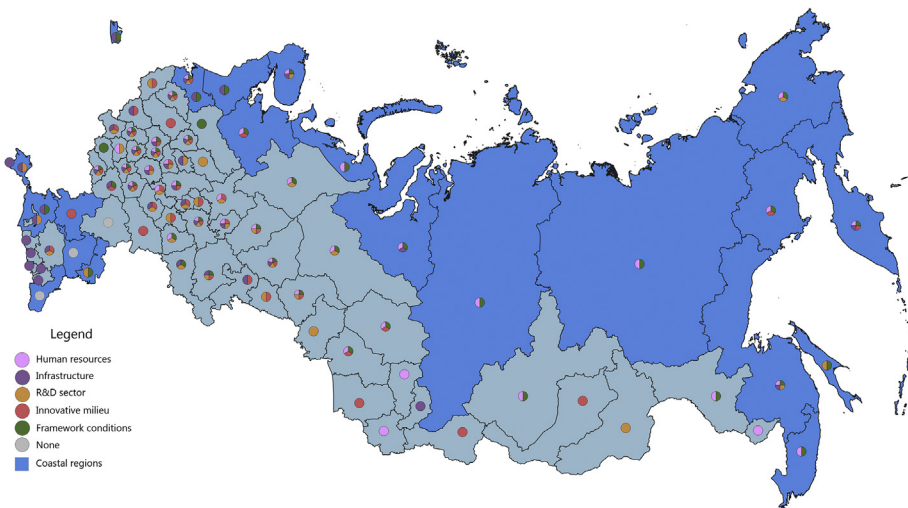 Legend
Human resources
Infrastructure
R&D sector
Innovative milieu
Framework conditions
None
Coastal regions